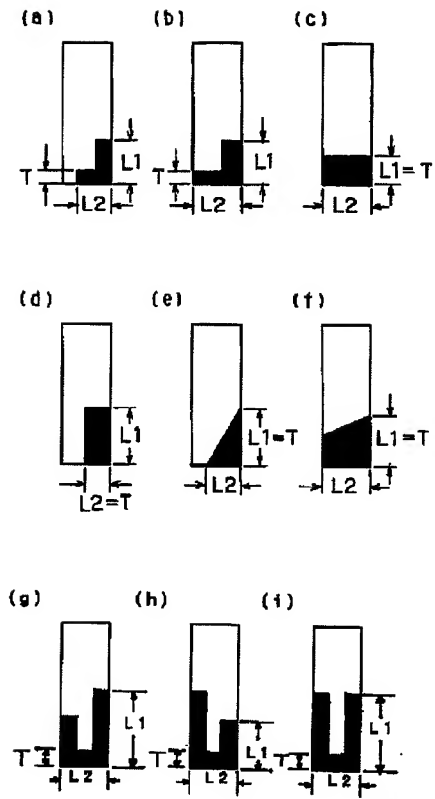 (a) (b) (c)
T L1 T L1 L1=T
L2 L2 L2
(d) (e) (f)
L1 L1=T L1=T
L2=T L2 L2
(g) (h) (i)
L1 L1 L1
T T T
L2 L2 L2